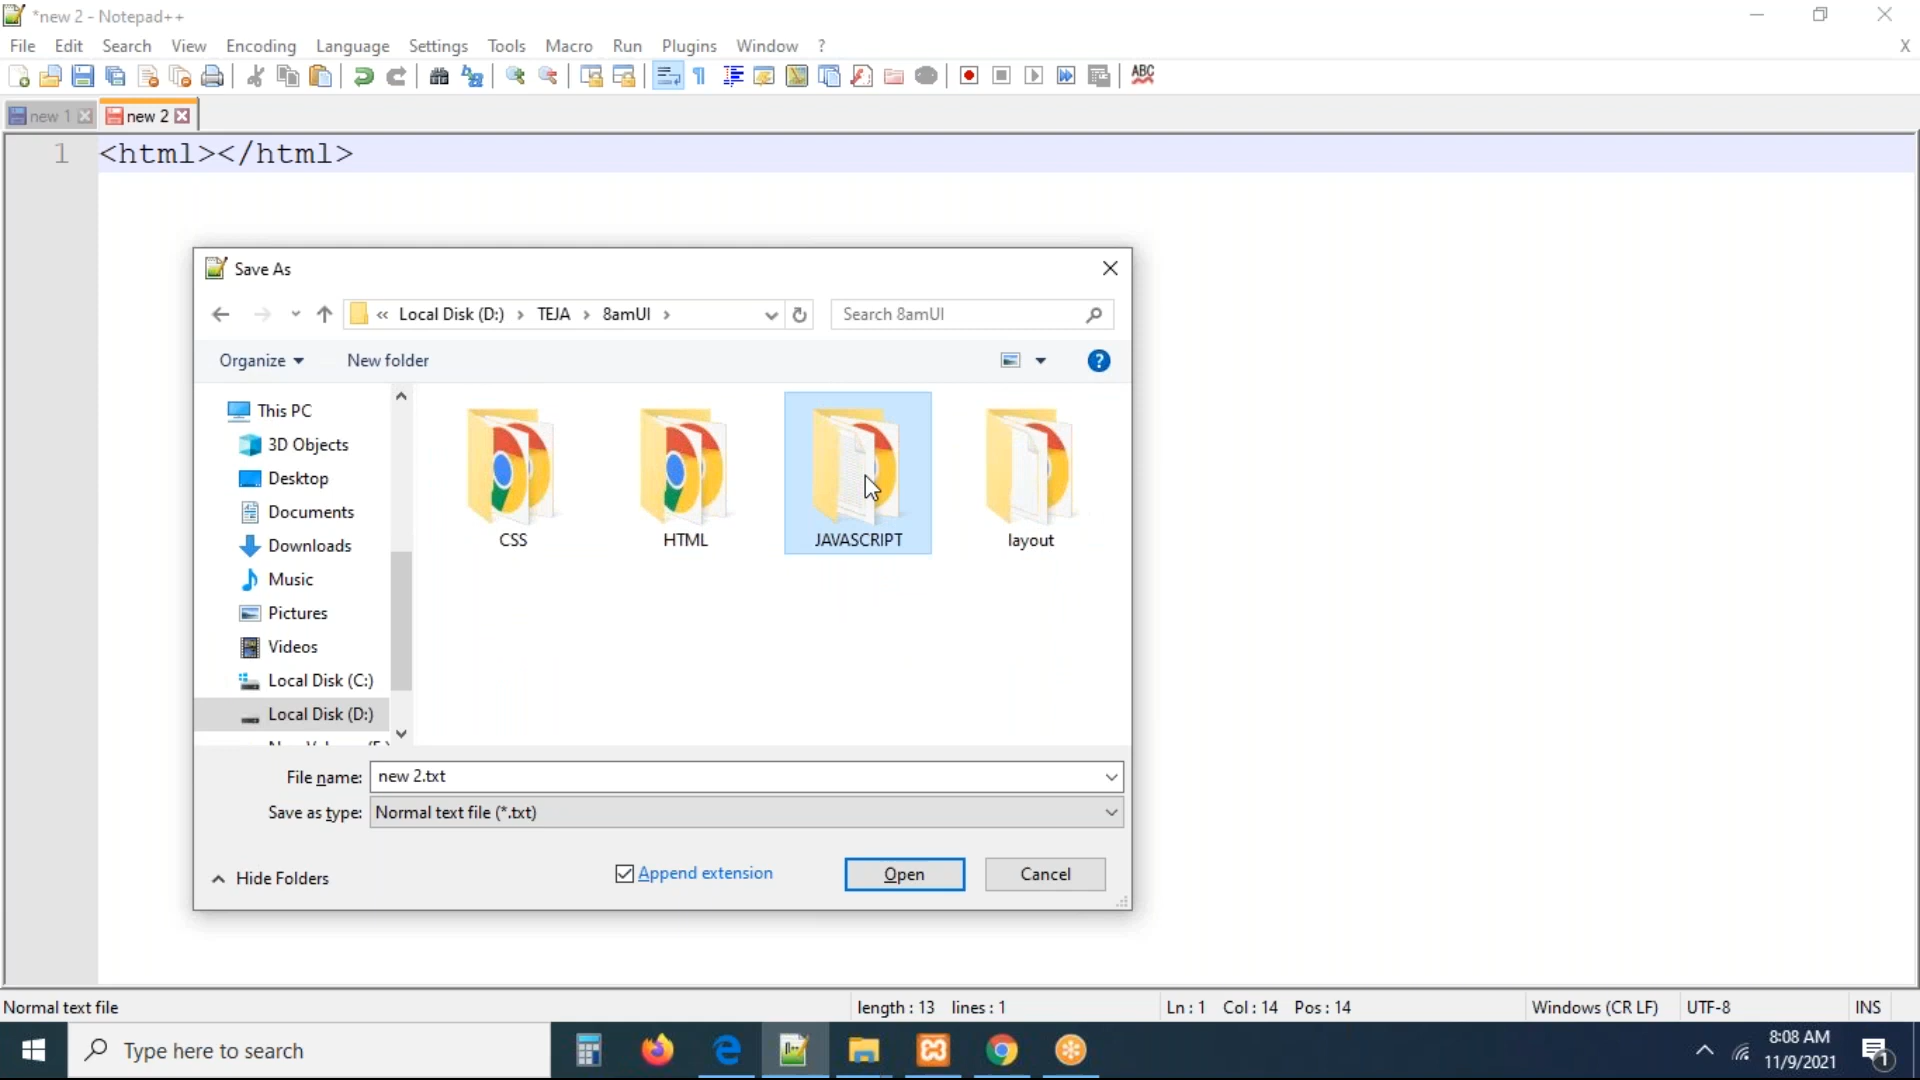 *new 2 - Notepad++
File Edit Search View Encoding Language Settings Tools Macro Run Plugins Window ? X
ABC
new 1 new 2
1 <html></html>
Save As
« Local Disk (D:) › TEJA › 8amUI › Search 8amUI
Organize New folder ?
This PC
3D Objects
Desktop
Documents
Downloads
Music
Pictures
Videos
Local Disk (C:)
Local Disk (D:)
CSS HTML JAVASCRIPT layout
File name: new 2.txt
Save as type: Normal text file (*.txt)
Hide Folders Append extension Open Cancel
Normal text file length : 13 lines : 1 Ln : 1 Col : 14 Pos : 14 Windows (CR LF) UTF-8 INS
Type here to search
8:08 AM
11/9/2021
1